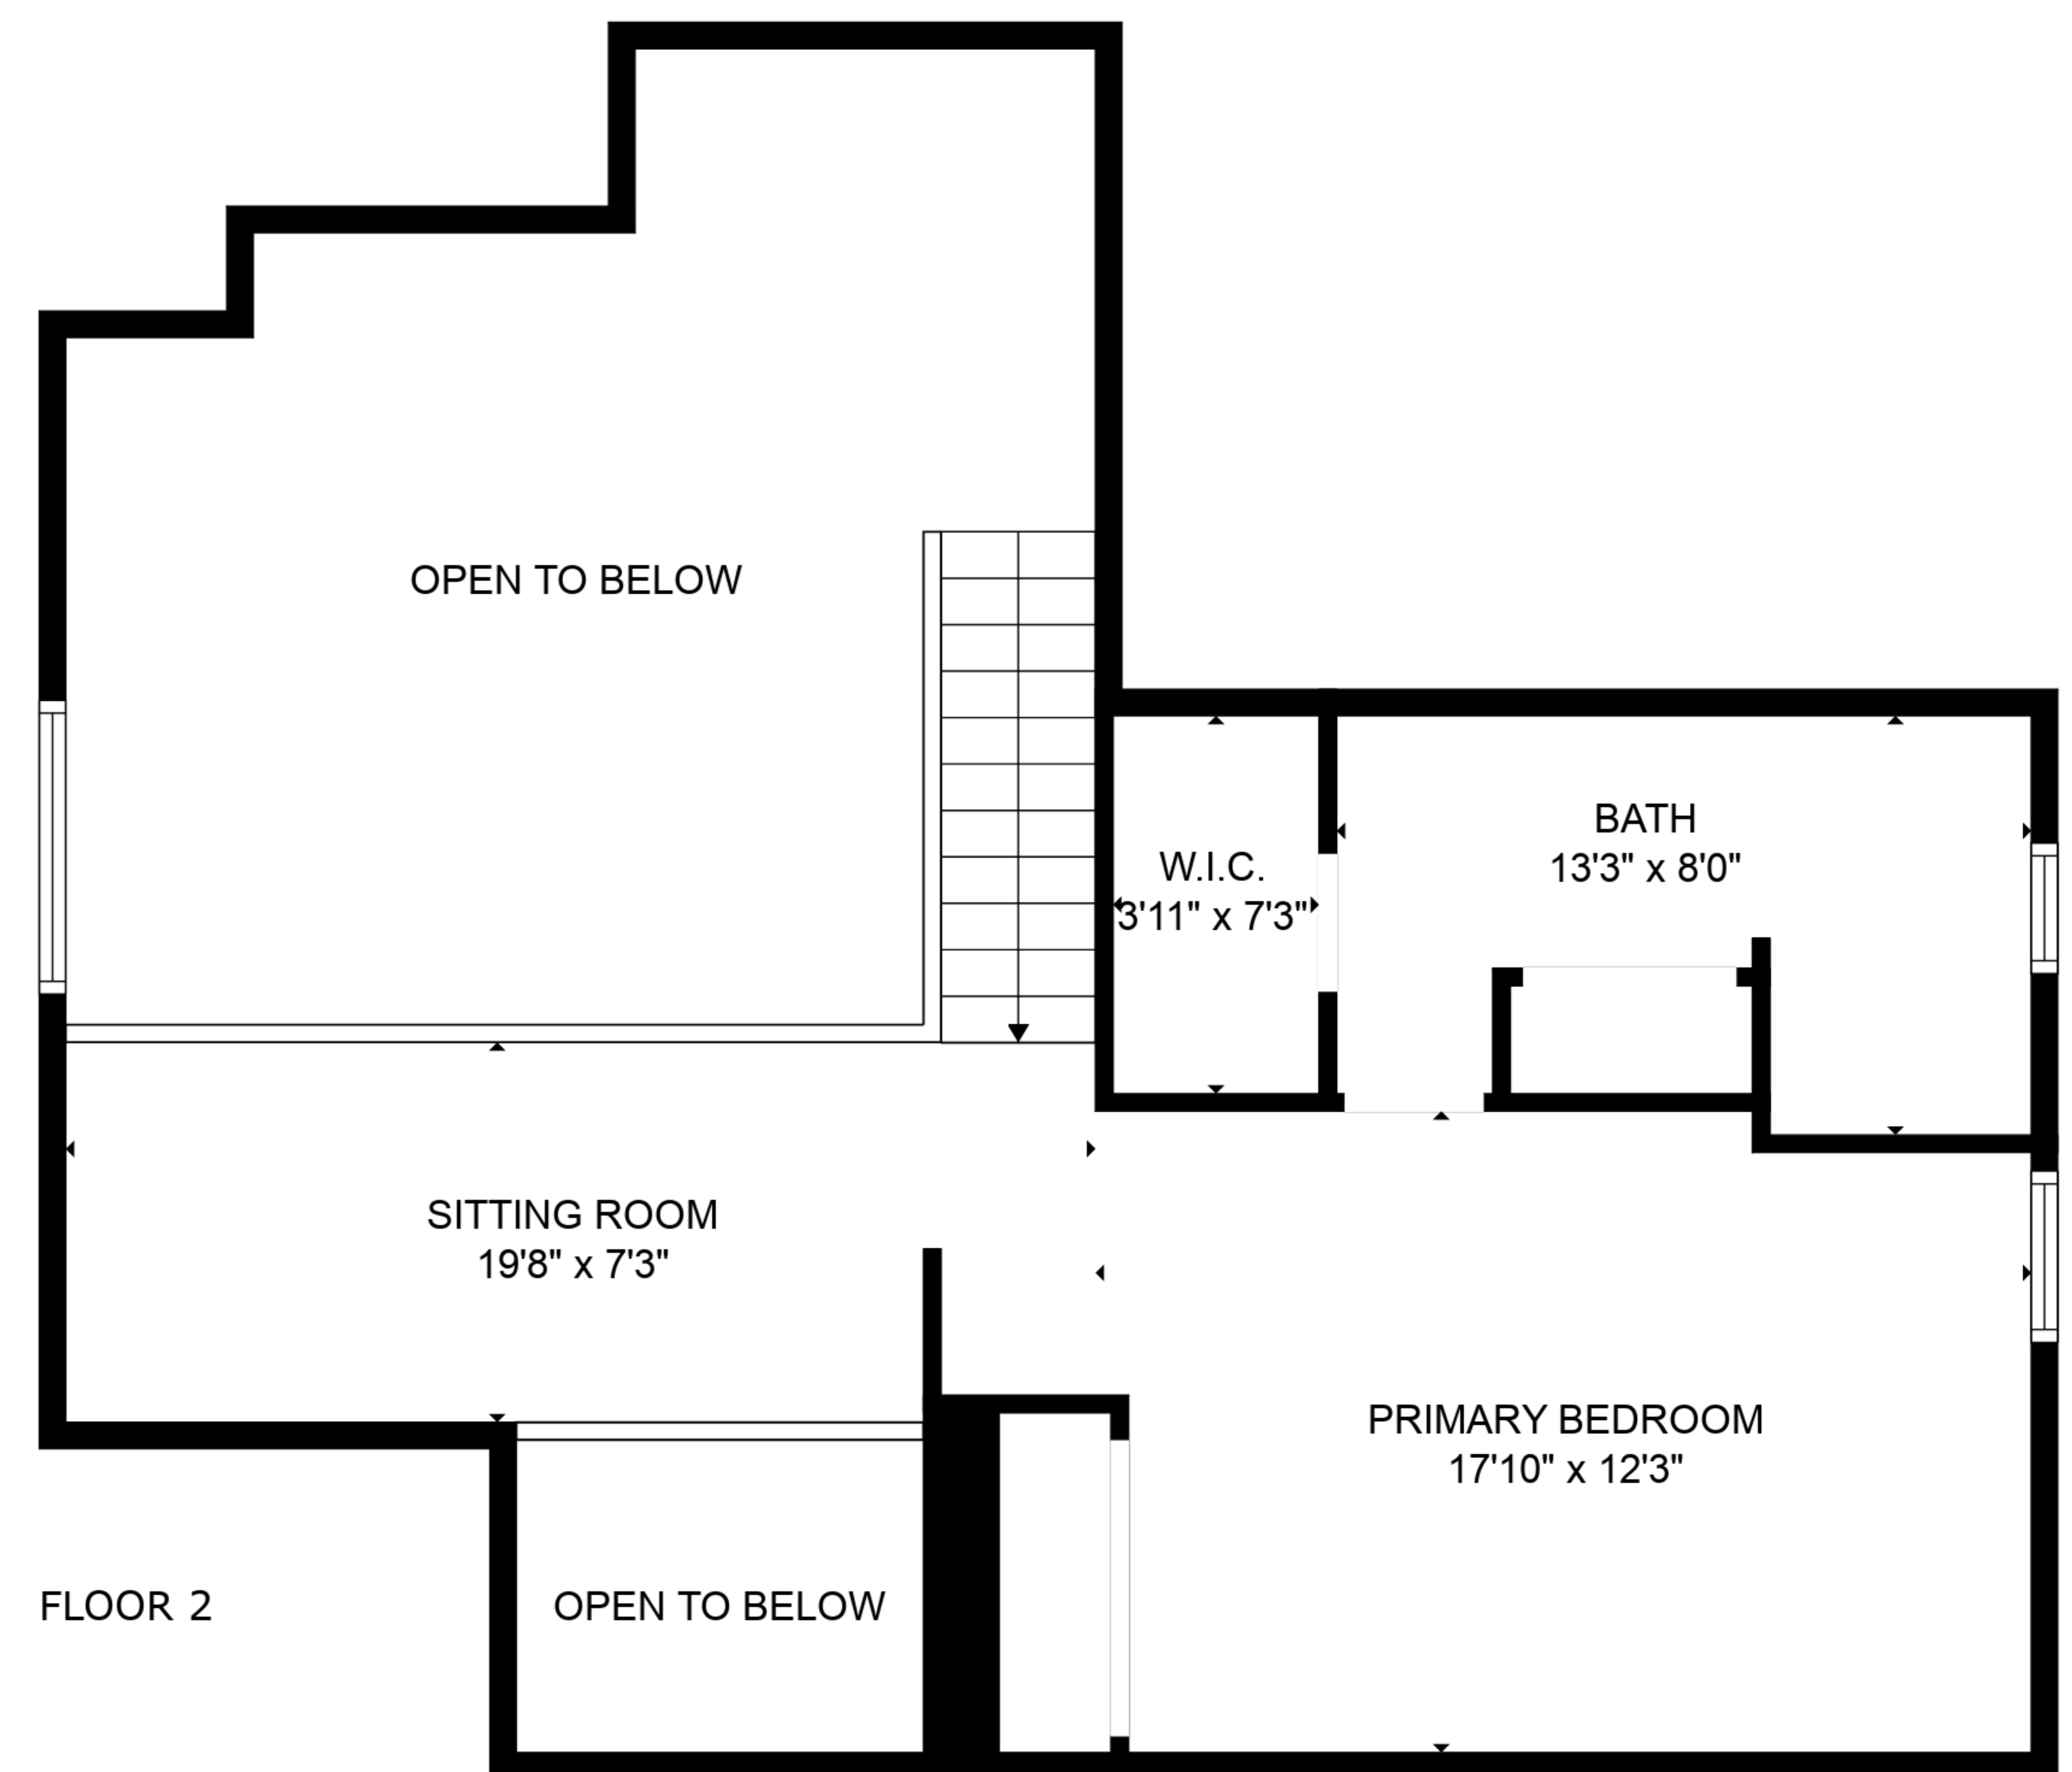 OPEN TO BELOW
BATH
13'3" x 8'0"
W.I.C.
3'11" x 7'3"
SITTING ROOM
19'8" x 7'3"
PRIMARY BEDROOM
17'10" x 12'3"
FLOOR 2
OPEN TO BELOW